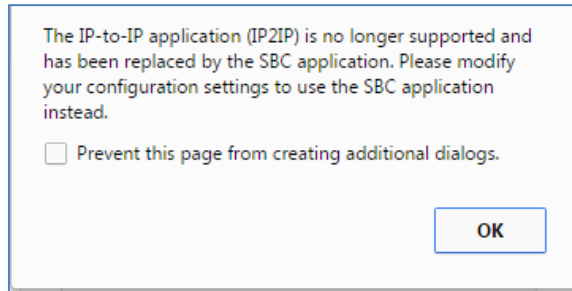 The IP-to-IP application (IP2IP) is no longer supported and
has been replaced by the SBC application. Please modify
your configuration settings to use the SBC application
instead.
Prevent this page from creating additional dialogs.
OK